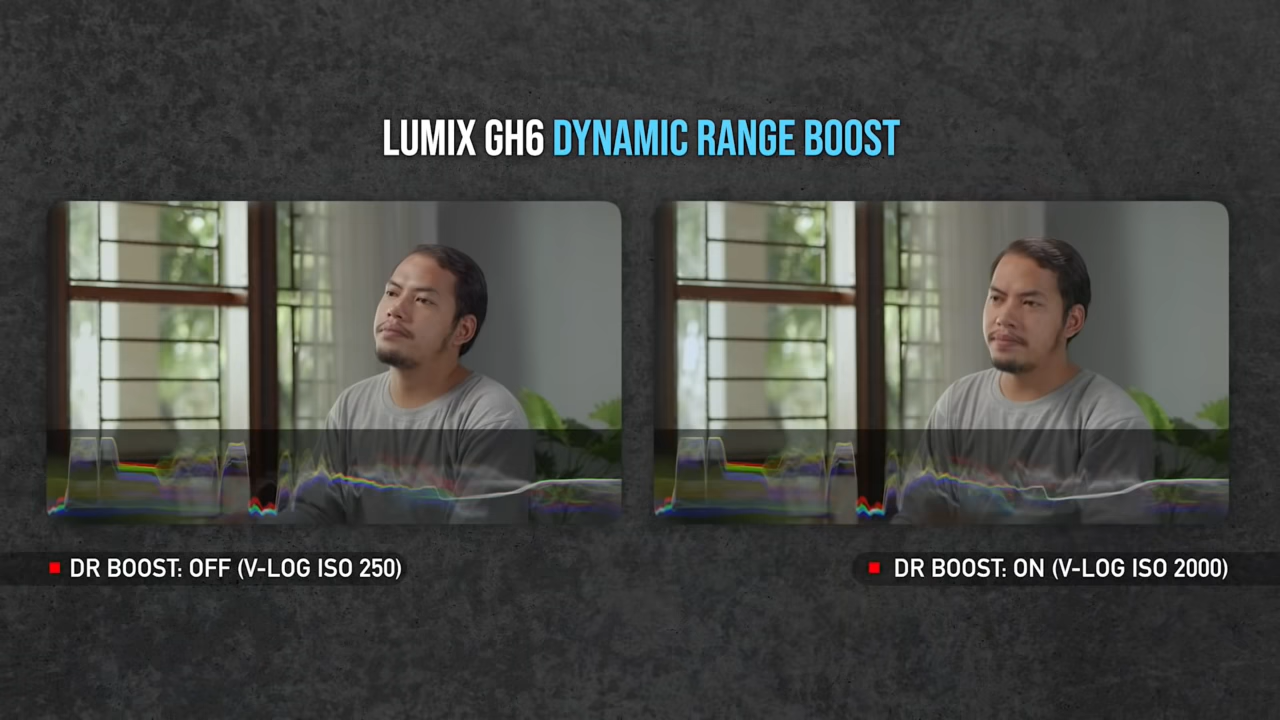 LUMIX GH6 DYNAMIC RANGE BOOST
DR BOOST: OFF (V-LOG ISO 250)
DR BOOST: ON (V-LOG ISO 2000)